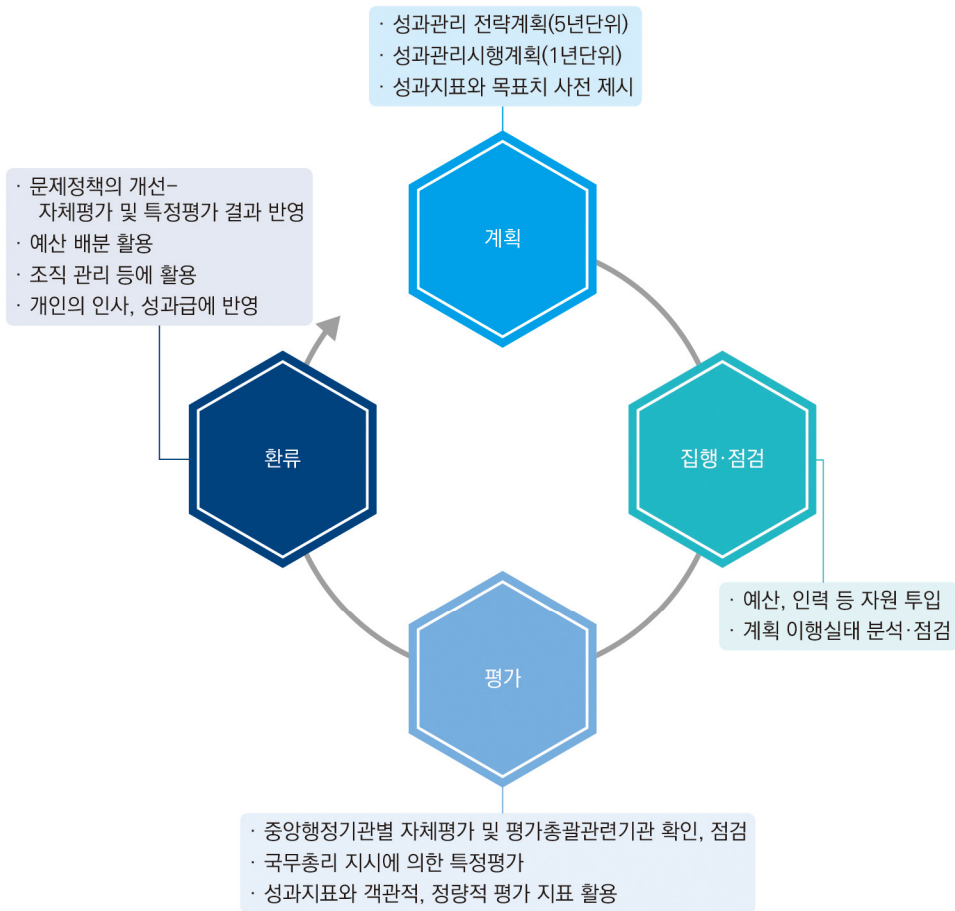 · 성과관리 전략계획(5년단위)
· 성과관리시행계획(1년단위)
· 성과지표와 목표치 사전 제시
계획
· 문제정책의 개선-
자체평가 및 특정평가 결과 반영
· 예산 배분 활용
· 조직 관리 등에 활용
· 개인의 인사, 성과급에 반영
환류
집행·점검
· 예산, 인력 등 자원 투입
· 계획 이행실태 분석·점검
평가
· 중앙행정기관별 자체평가 및 평가총괄관련기관 확인, 점검
· 국무총리 지시에 의한 특정평가
· 성과지표와 객관적, 정량적 평가 지표 활용